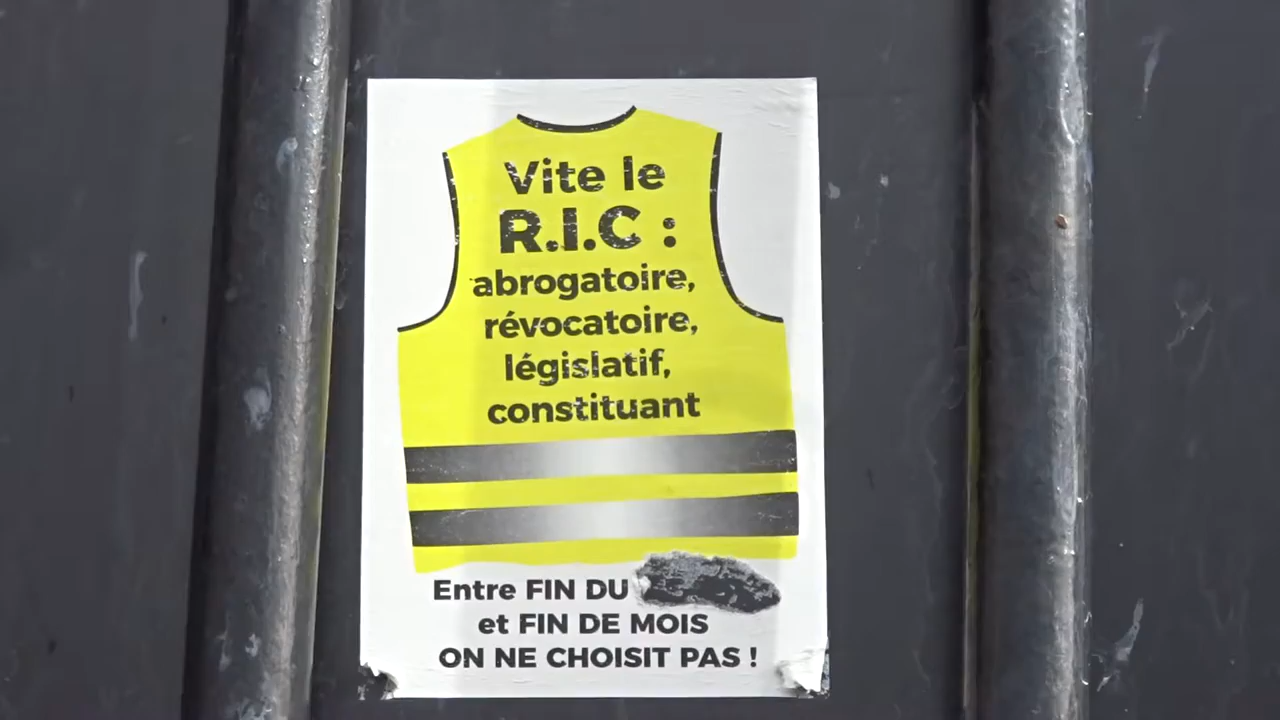 Vite le
R.I.C :
abrogatoire,
révocatoire,
législatif,
constituant
Entre FIN DU
et FIN DE MOIS
ON NE CHOISIT PAS !